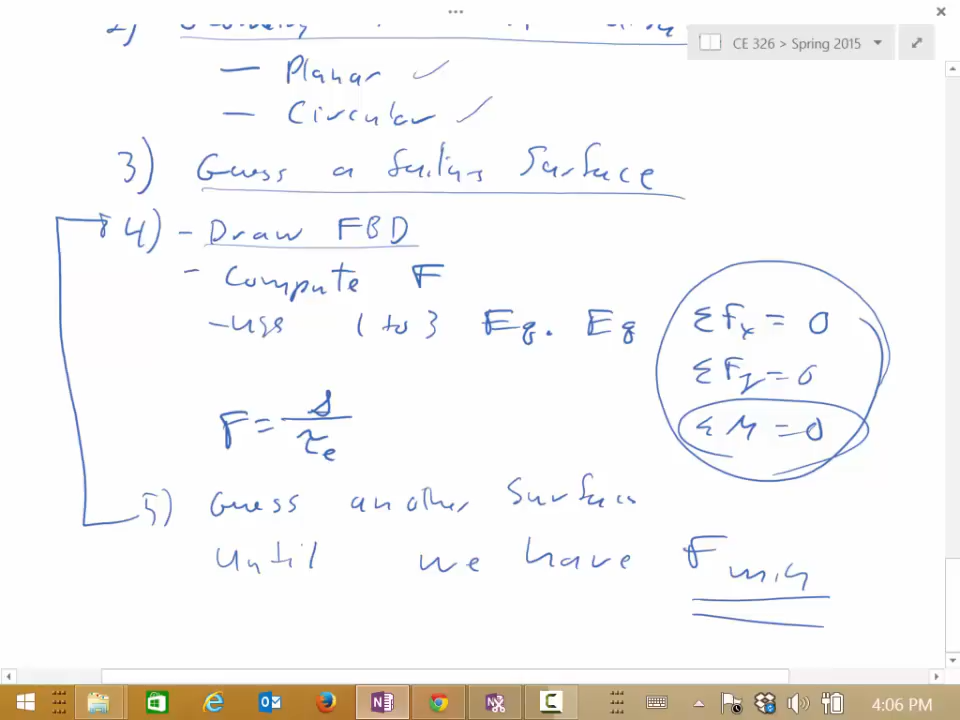 CE 326 > Spring 2015
2)
— Planar ✓
— Circular ✓
3) Guess a failure Surface
4) - Draw FBD
- Compute F
- use 1 to 3 Eq. Eq
ΣFx = 0
ΣFy = 0
ΣM = 0
F = s / τe
5) Guess another Surface
until we have Fmin
4:06 PM